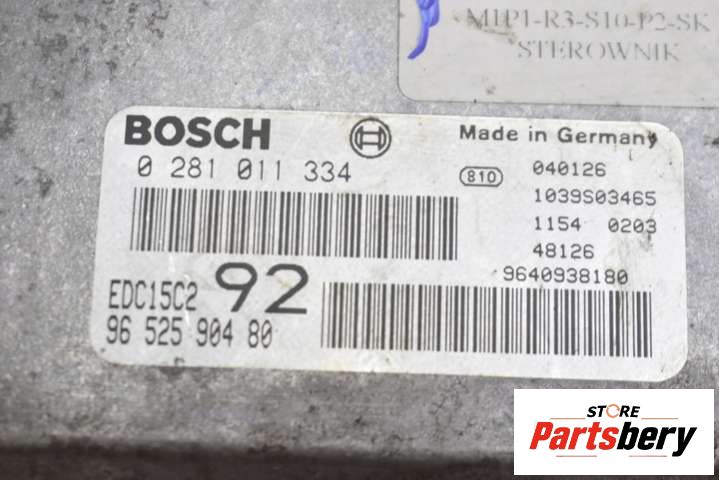 M1P1-R3-S10-P2-SK
STEROWNIK
BOSCH
Made in Germany
0 281 011 334
810
040126
1039S03465
1154 0203
48126
9640938180
EDC15C2 92
96 525 904 80
STORE
Partsbery